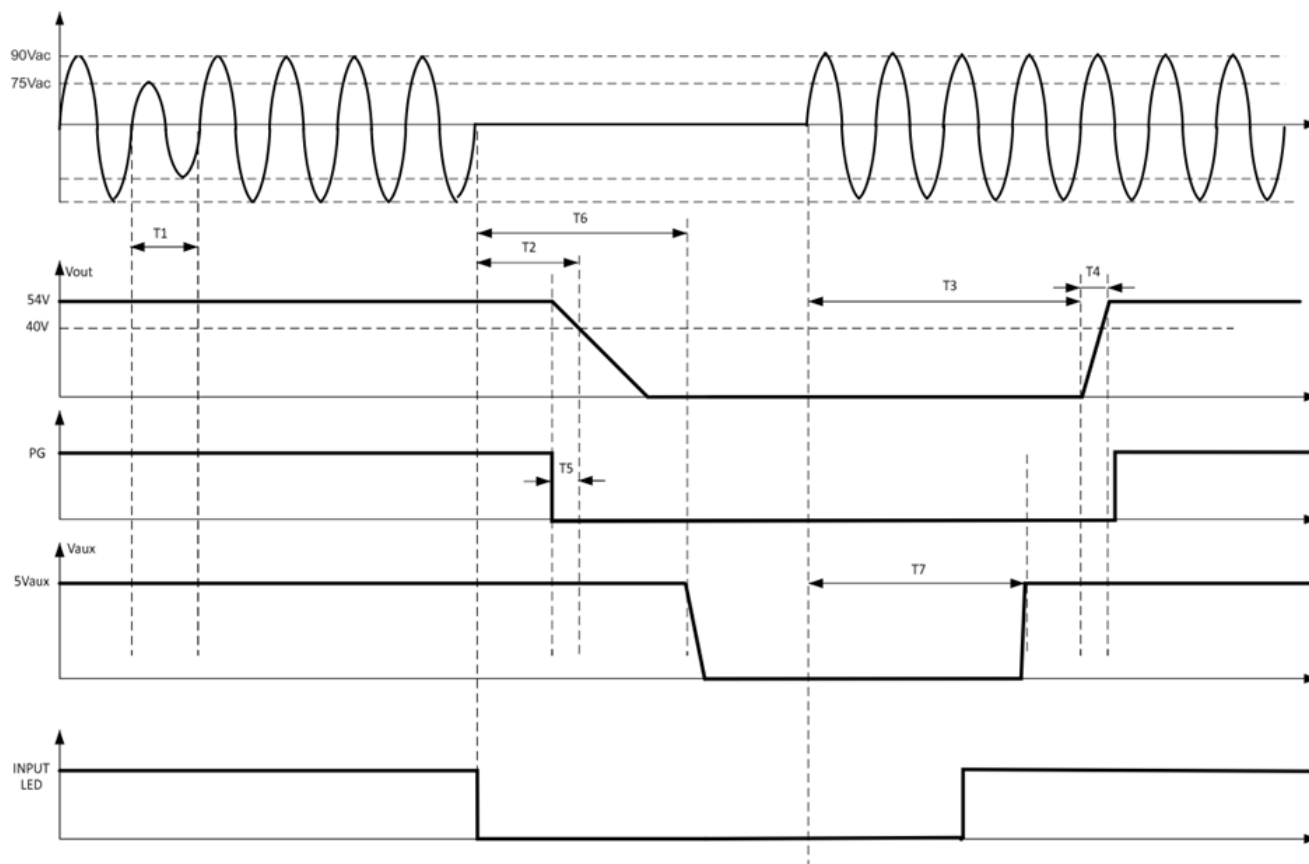 90Vac
75Vac
T6
T1
T2
Vout
54V
40V
T3
T4
PG
T5
Vaux
5Vaux
T7
INPUT
LED